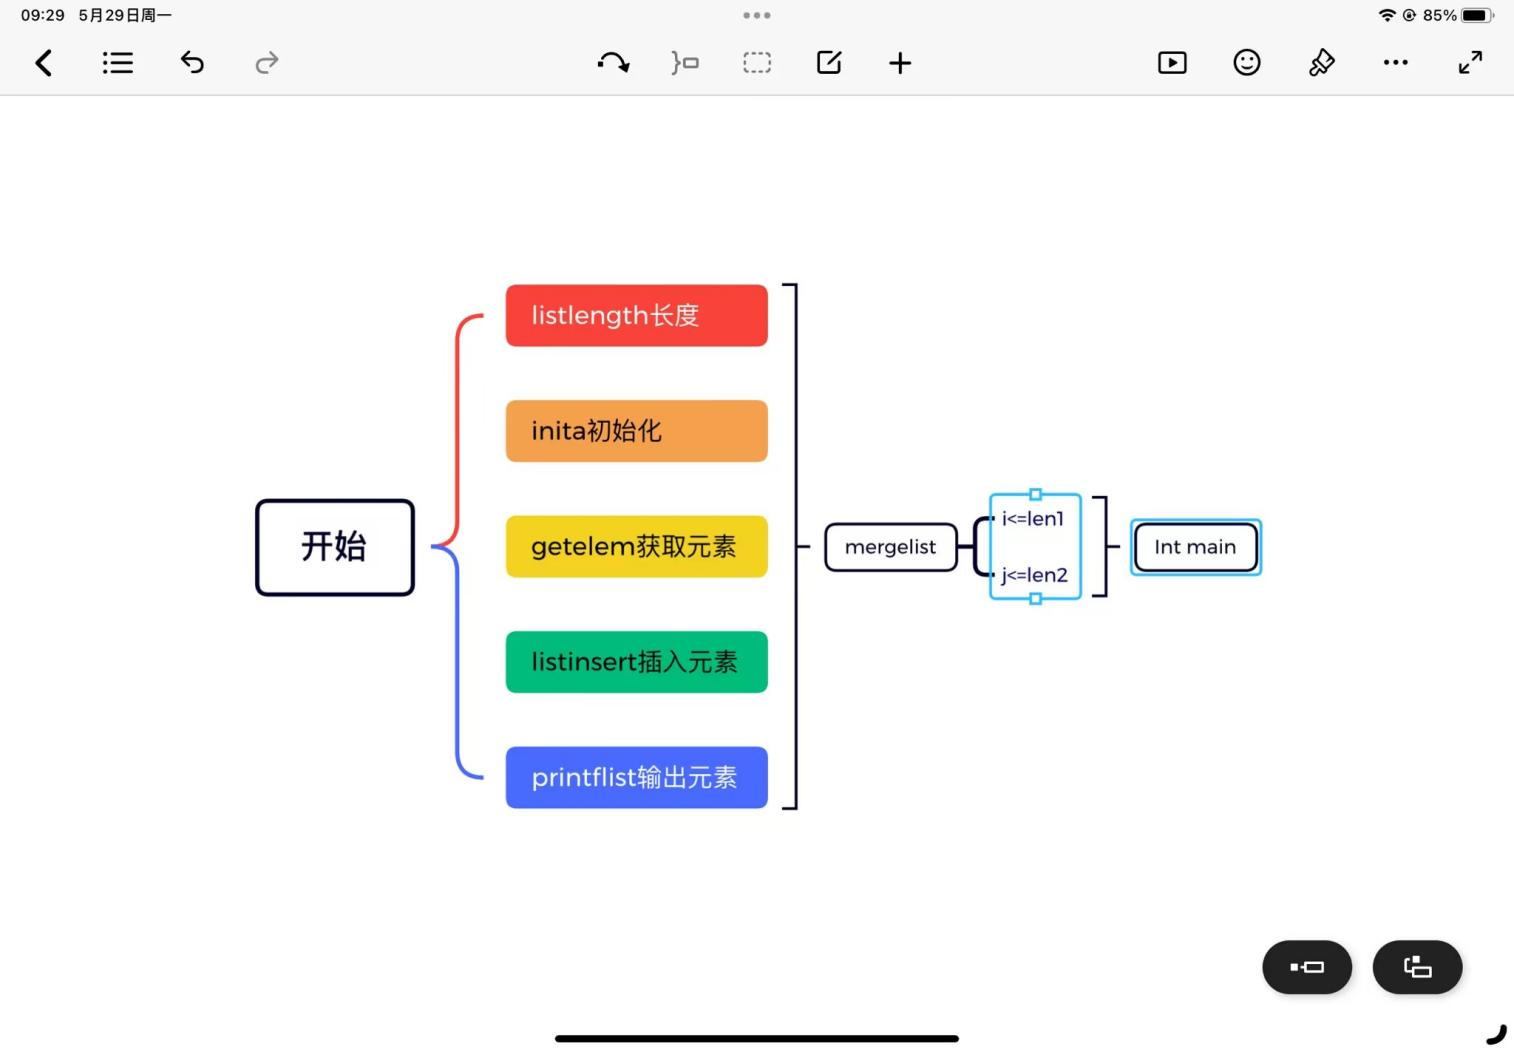 09:29 5月29日周一
85%
listlength长度
inita初始化
开始
getelem获取元素
listinsert插入元素
printflist输出元素
mergelist
i<=len1
j<=len2
Int main